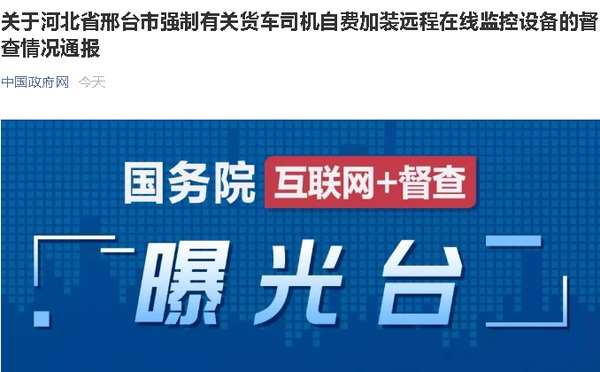 关于河北省邢台市强制有关货车司机自费加装远程在线监控设备的督
查情况通报
中国政府网 今天
国务院 互联网+督查
曝光台